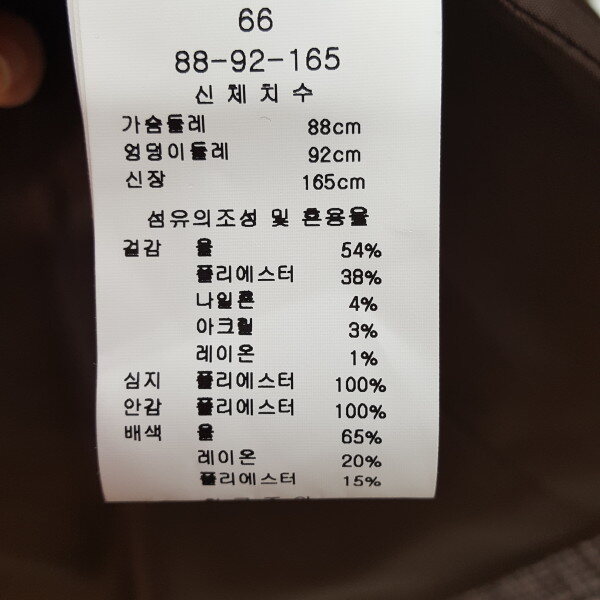 66
88-92-165
신체치수
가슴둘레 88cm
엉덩이둘레 92cm
신장 165cm
섬유의조성 및 혼용율
겉감 울 54%
폴리에스터 38%
나일론 4%
아크릴 3%
레이온 1%
심지 폴리에스터 100%
안감 폴리에스터 100%
배색 울 65%
레이온 20%
폴리에스터 15%